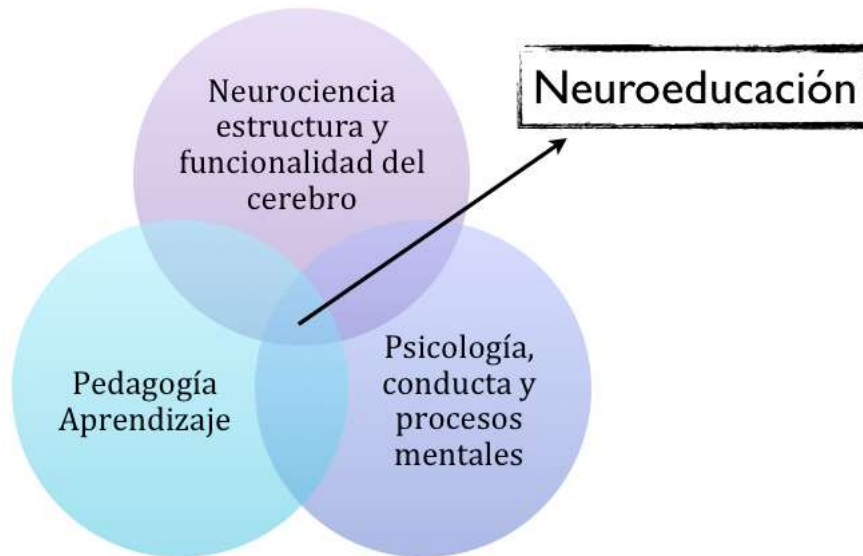 Neurociencia
estructura y
funcionalidad del
cerebro
Neuroeducación
Pedagogía
Aprendizaje
Psicología,
conducta y
procesos
mentales